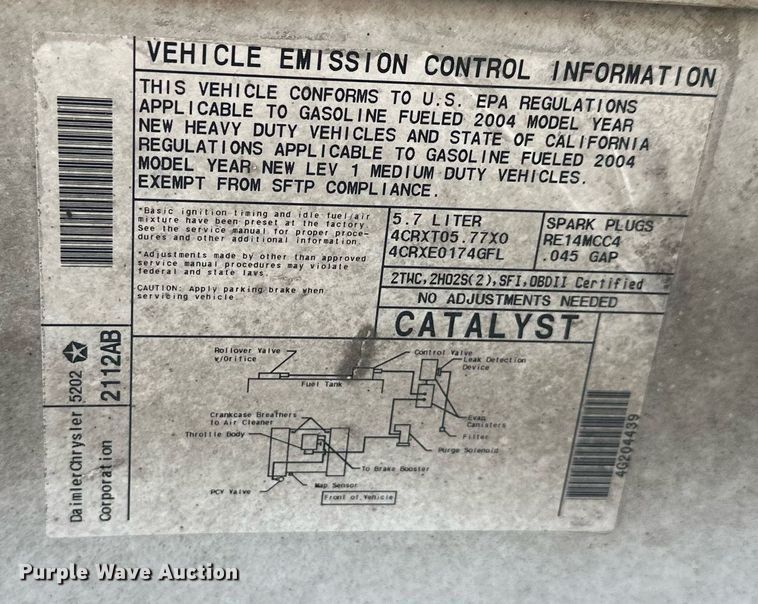 VEHICLE EMISSION CONTROL INFORMATION
THIS VEHICLE CONFORMS TO U.S. EPA REGULATIONS
APPLICABLE TO GASOLINE FUELED 2004 MODEL YEAR
NEW HEAVY DUTY VEHICLES AND STATE OF CALIFORNIA
REGULATIONS APPLICABLE TO GASOLINE FUELED 2004
MODEL YEAR NEW LEV 1 MEDIUM DUTY VEHICLES.
EXEMPT FROM SFTP COMPLIANCE.
*Basic ignition timing and idle fuel/air
mixture have been preset at the factory.
See the service manual for proper proce-
dures and other additional information.
*Adjustments made by other than approved
service manual procedures may violate
federal and state laws.
CAUTION: Apply parking brake when
servicing vehicle.
5.7 LITER
4CRXT05.77X0
4CRXE0174GFL
SPARK PLUGS
RE14MCC4
.045 GAP
2TWC,2HO2S(2),SFI,OBDII Certified
NO ADJUSTMENTS NEEDED
CATALYST
Rollover Valve
w/Orifice
Fuel Tank
Control Valve
Leak Detection
Device
Crankcase Breathers
to Air Cleaner
Throttle Body
Evap
Canisters
Filter
Purge Solenoid
To Brake Booster
Map Sensor
PCV Valve
Front of Vehicle
DaimlerChrysler
Corporation
5202
2112AB
4G204439
Purple Wave Auction